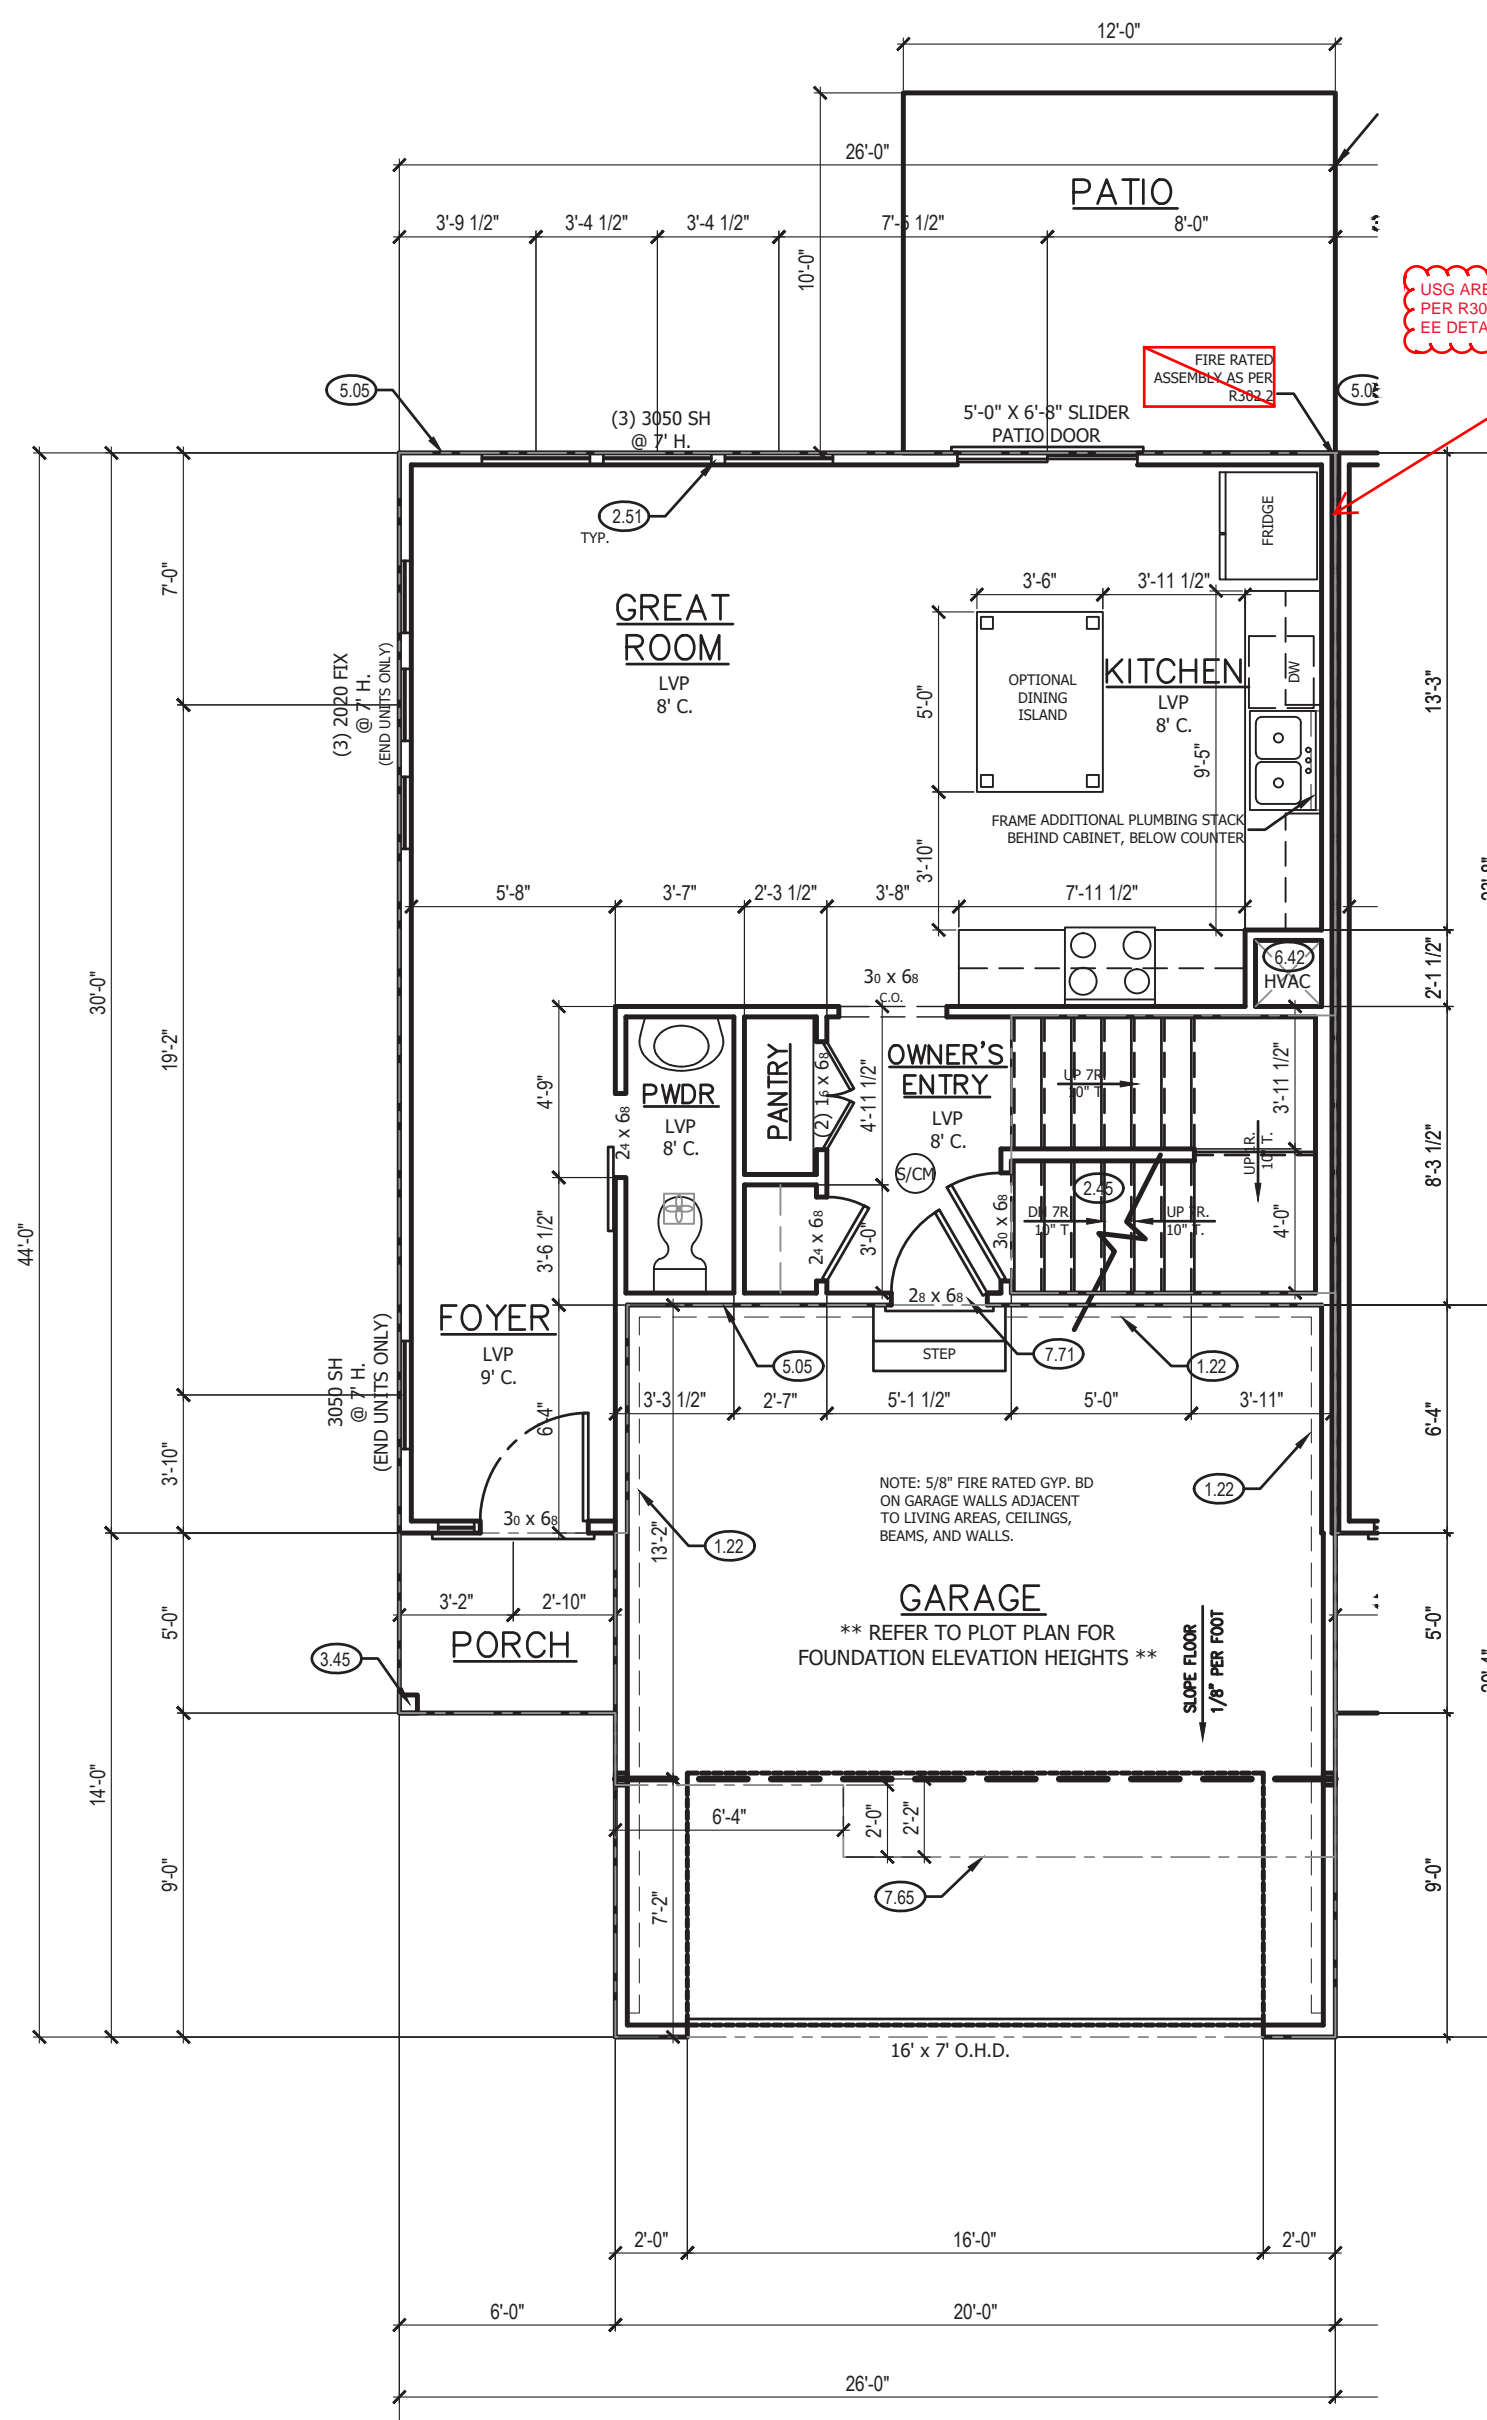 12'-0"
26'-0"
PATIO
3'-9 1/2"
3'-4 1/2"
3'-4 1/2"
7'-5 1/2"
8'-0"
10'-0"
USG ARE
PER R30
EE DETA
FIRE RATED
ASSEMBLY AS PER
R302.2
5.05
(3) 3050 SH
@ 7' H.
5'-0" X 6'-8" SLIDER
PATIO DOOR
2.51
TYP.
FRIDGE
7'-0"
3'-6"
3'-11 1/2"
GREAT
ROOM
LVP
8' C.
(3) 2020 FIX
@ 7' H.
(END UNITS ONLY)
5'-0"
OPTIONAL
DINING
ISLAND
KITCHEN
LVP
8' C.
DW
9'-5"
13'-3"
FRAME ADDITIONAL PLUMBING STACK
BEHIND CABINET, BELOW COUNTER
3'-10"
5'-8"
3'-7"
2'-3 1/2"
3'-8"
7'-11 1/2"
30 x 68
C.O.
6.42
HVAC
2'-1 1/2"
30'-0"
19'-2"
44'-0"
4'-9"
24 x 68
PWDR
LVP
8' C.
PANTRY
(2) 16 x 68
4'-11 1/2"
OWNER'S
ENTRY
LVP
8' C.
S/CM
UP 7R.
10" T.
3'-11 1/2"
UP 1R.
10" T.
8'-3 1/2"
2.45
DN 7R.
10" T.
UP 7R.
10" T.
4'-0"
3'-6 1/2"
24 x 68
3'-0"
30 x 68
28 x 68
FOYER
LVP
9' C.
3050 SH
@ 7' H.
(END UNITS ONLY)
STEP
5.05
7.71
1.22
3'-3 1/2"
2'-7"
5'-1 1/2"
5'-0"
3'-11"
6'-4"
6'-4"
3'-10"
NOTE: 5/8" FIRE RATED GYP. BD
ON GARAGE WALLS ADJACENT
TO LIVING AREAS, CEILINGS,
BEAMS, AND WALLS.
1.22
30 x 68
13'-2"
1.22
3'-2"
2'-10"
PORCH
3.45
5'-0"
GARAGE
** REFER TO PLOT PLAN FOR
FOUNDATION ELEVATION HEIGHTS **
SLOPE FLOOR
1/8" PER FOOT
5'-0"
14'-0"
9'-0"
6'-4"
2'-0"
2'-2"
7.65
7'-2"
9'-0"
16' x 7' O.H.D.
2'-0"
16'-0"
2'-0"
6'-0"
20'-0"
26'-0"